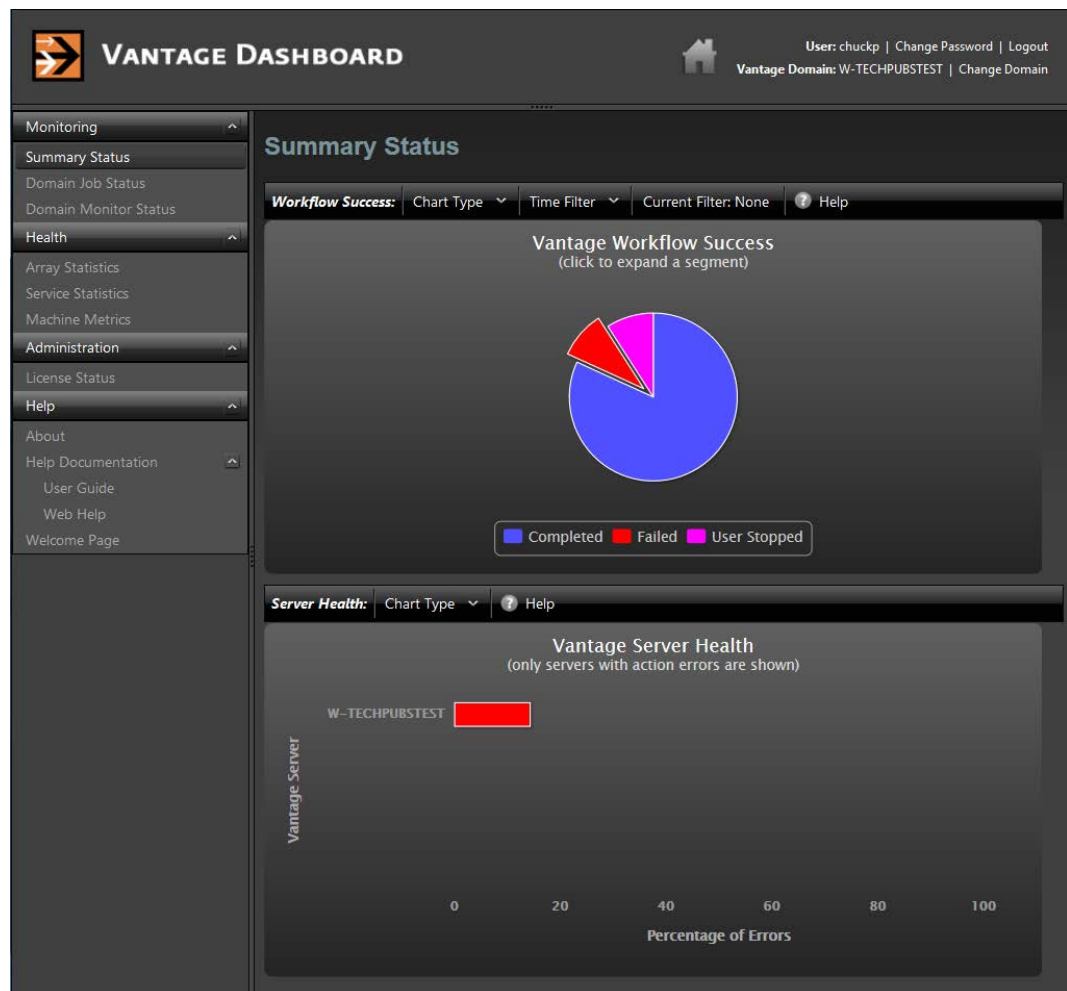 VANTAGE DASHBOARD
User: chuckp | Change Password | Logout
Vantage Domain: W-TECHPUBSTEST | Change Domain
Monitoring
Summary Status
Domain Job Status
Domain Monitor Status
Health
Array Statistics
Service Statistics
Machine Metrics
Administration
License Status
Help
About
Help Documentation
User Guide
Web Help
Welcome Page
Summary Status
Workflow Success: Chart Type Time Filter Current Filter: None ? Help
Vantage Workflow Success
(click to expand a segment)
Completed Failed User Stopped
Server Health: Chart Type ? Help
Vantage Server Health
(only servers with action errors are shown)
W-TECHPUBSTEST
Vantage Server
0 20 40 60 80 100
Percentage of Errors